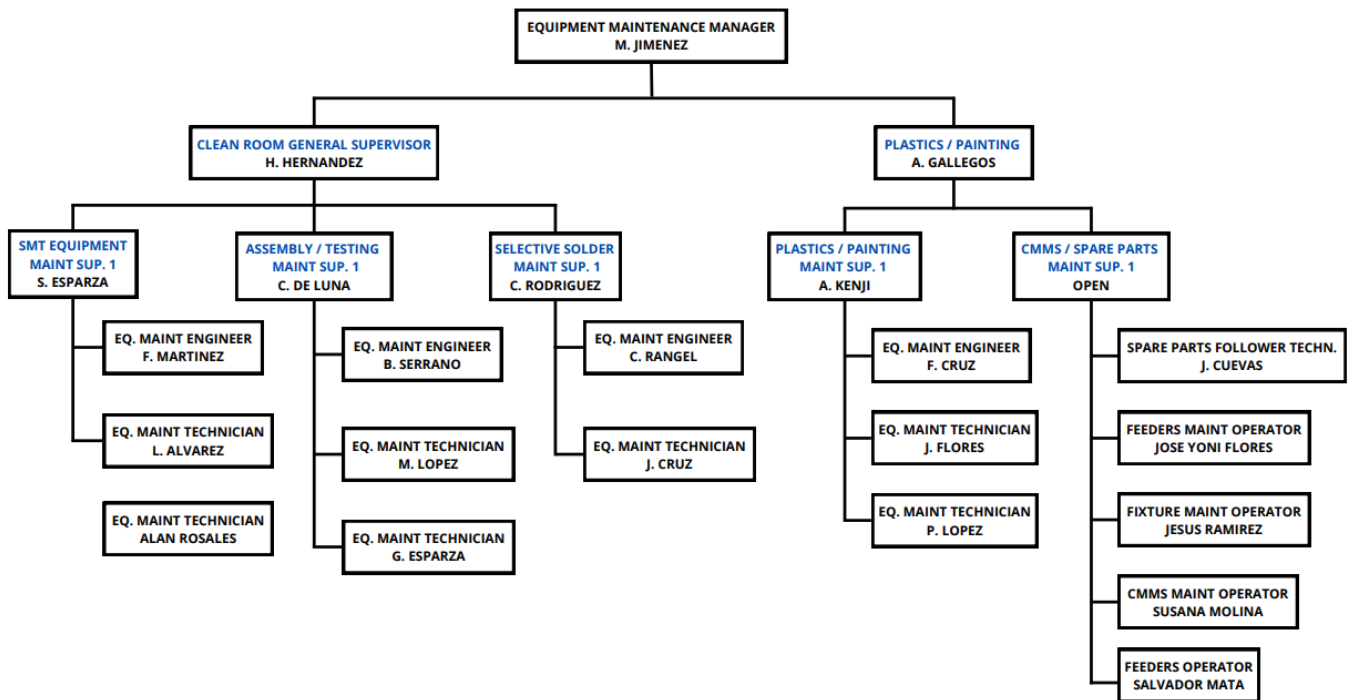 EQUIPMENT MAINTENANCE MANAGER
M. JIMENEZ
CLEAN ROOM GENERAL SUPERVISOR
H. HERNANDEZ
PLASTICS / PAINTING
A. GALLEGOS
SMT EQUIPMENT
MAINT SUP. 1
S. ESPARZA
ASSEMBLY / TESTING
MAINT SUP. 1
C. DE LUNA
SELECTIVE SOLDER
MAINT SUP. 1
C. RODRIGUEZ
PLASTICS / PAINTING
MAINT SUP. 1
A. KENJI
CMMS / SPARE PARTS
MAINT SUP. 1
OPEN
EQ. MAINT ENGINEER
F. MARTINEZ
EQ. MAINT TECHNICIAN
L. ALVAREZ
EQ. MAINT TECHNICIAN
ALAN ROSALES
EQ. MAINT ENGINEER
B. SERRANO
EQ. MAINT TECHNICIAN
M. LOPEZ
EQ. MAINT TECHNICIAN
G. ESPARZA
EQ. MAINT ENGINEER
C. RANGEL
EQ. MAINT TECHNICIAN
J. CRUZ
EQ. MAINT ENGINEER
F. CRUZ
EQ. MAINT TECHNICIAN
J. FLORES
EQ. MAINT TECHNICIAN
P. LOPEZ
SPARE PARTS FOLLOWER TECHN.
J. CUEVAS
FEEDERS MAINT OPERATOR
JOSE YONI FLORES
FIXTURE MAINT OPERATOR
JESUS RAMIREZ
CMMS MAINT OPERATOR
SUSANA MOLINA
FEEDERS OPERATOR
SALVADOR MATA